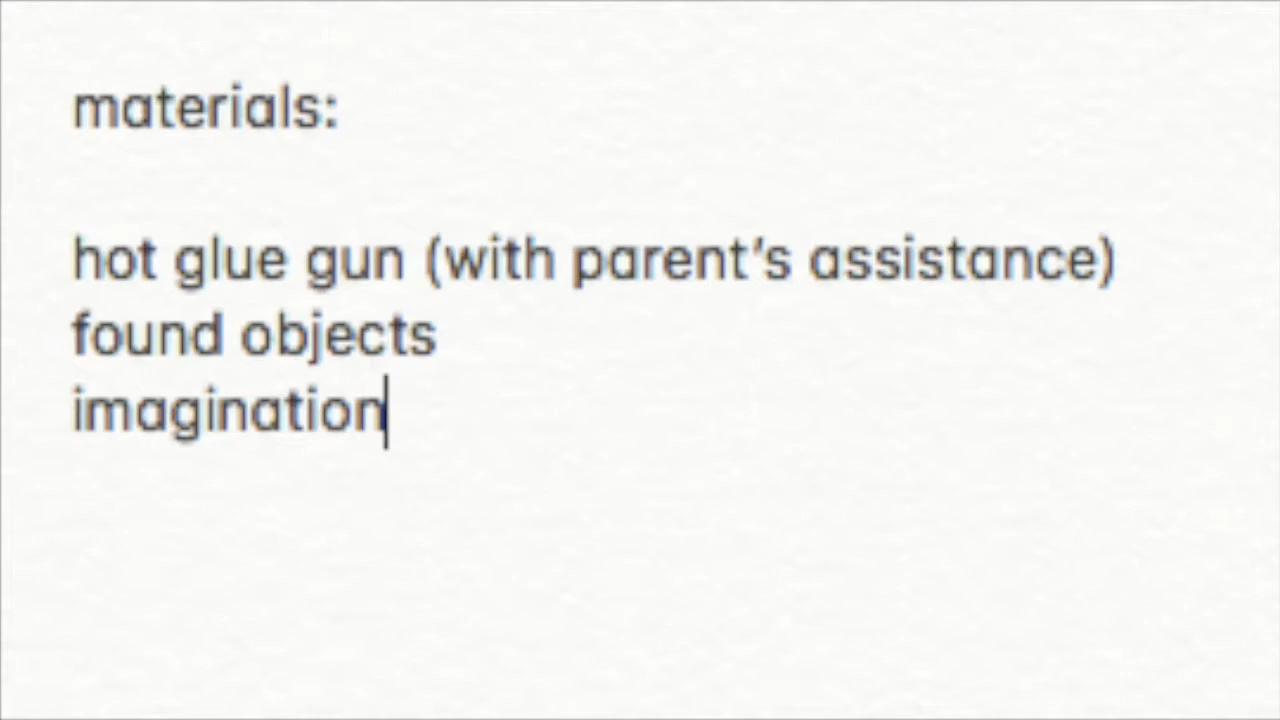 materials:
hot glue gun (with parent's assistance)
found objects
imagination